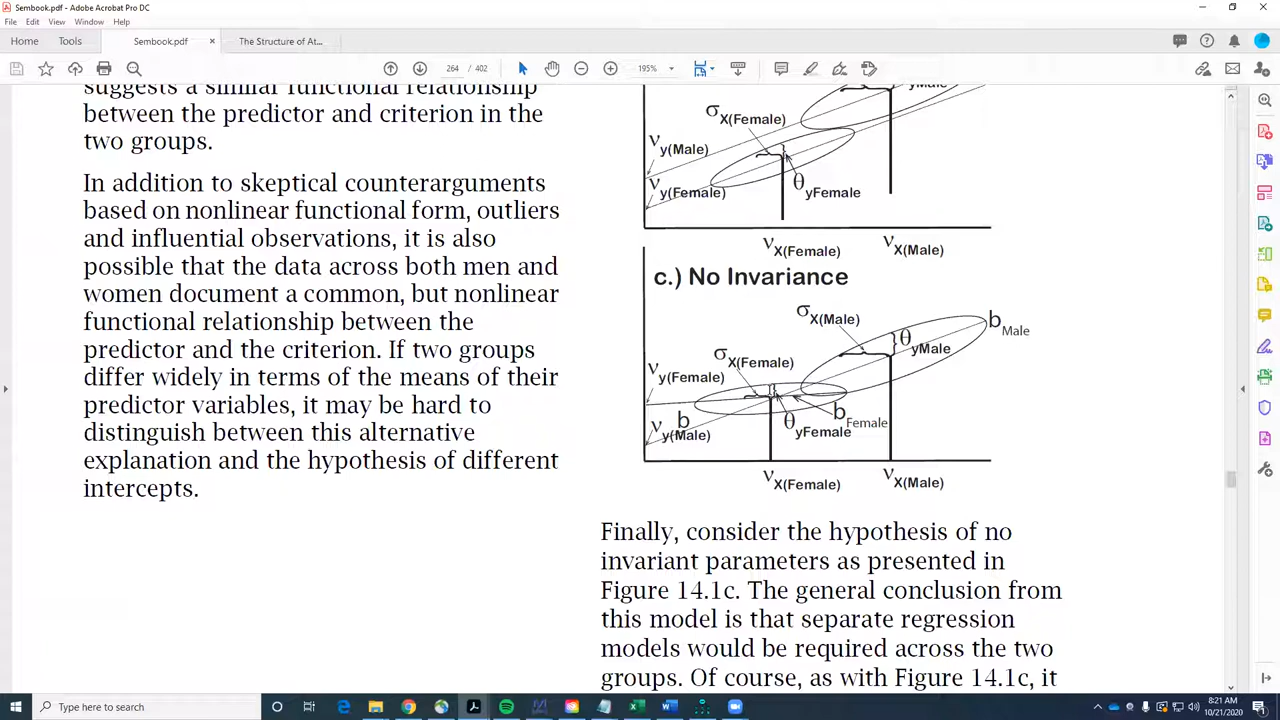 Sembook.pdf - Adobe Acrobat Pro DC
File Edit View Window Help
Home Tools Sembook.pdf × The Structure of At...
264 / 402 195%
suggests a similar functional relationship
between the predictor and criterion in the
two groups.
In addition to skeptical counterarguments
based on nonlinear functional form, outliers
and influential observations, it is also
possible that the data across both men and
women document a common, but nonlinear
functional relationship between the
predictor and the criterion. If two groups
differ widely in terms of the means of their
predictor variables, it may be hard to
distinguish between this alternative
explanation and the hypothesis of different
intercepts.
yMale
σX(Female)
νy(Male)
νy(Female)
θyFemale
νX(Female) νX(Male)
c.) No Invariance
σX(Male)
bMale
θyMale
σX(Female)
νy(Female)
b
νy(Male)
bFemale
θyFemale
νX(Female) νX(Male)
Finally, consider the hypothesis of no
invariant parameters as presented in
Figure 14.1c. The general conclusion from
this model is that separate regression
models would be required across the two
groups. Of course, as with Figure 14.1c, it
Type here to search
8:21 AM
10/21/2020